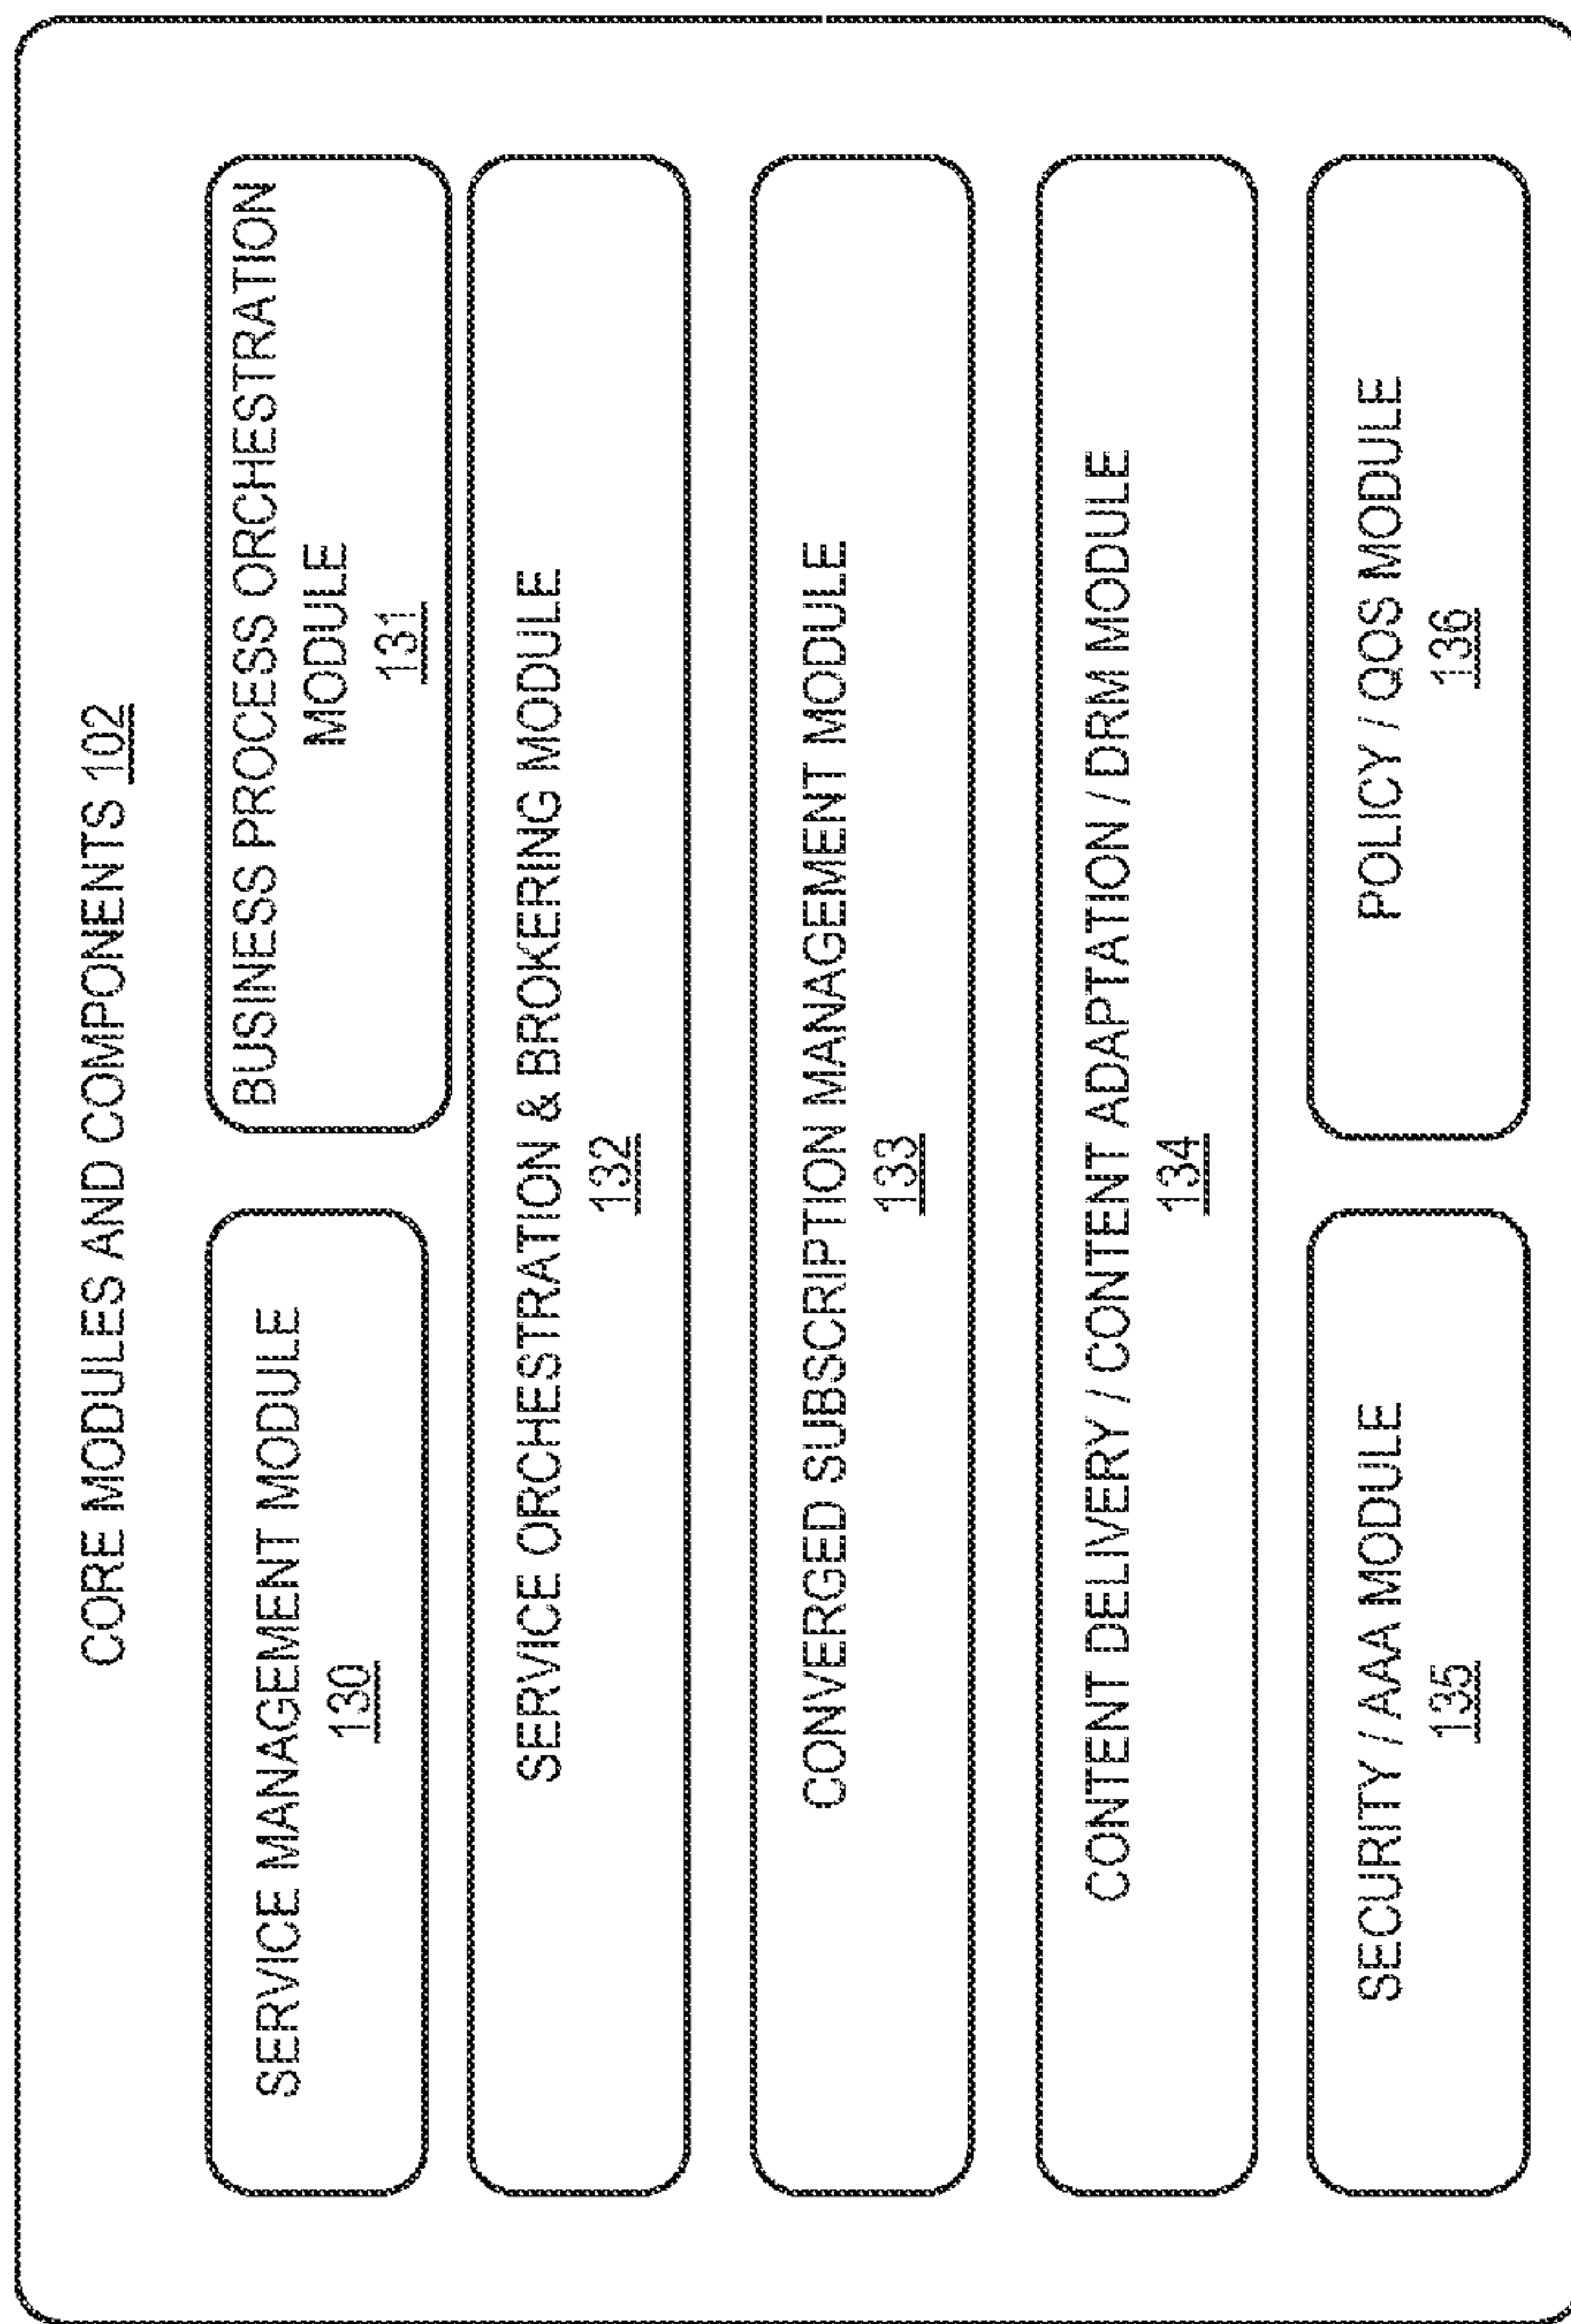 CORE MODULES AND COMPONENTS 102
SERVICE MANAGEMENT MODULE
130
BUSINESS PROCESS ORCHESTRATION
MODULE
131
SERVICE ORCHESTRATION & BROKERING MODULE
132
CONVERGED SUBSCRIPTION MANAGEMENT MODULE
133
CONTENT DELIVERY / CONTENT ADAPTATION / DRM MODULE
134
SECURITY / AAA MODULE
135
POLICY / QOS MODULE
136